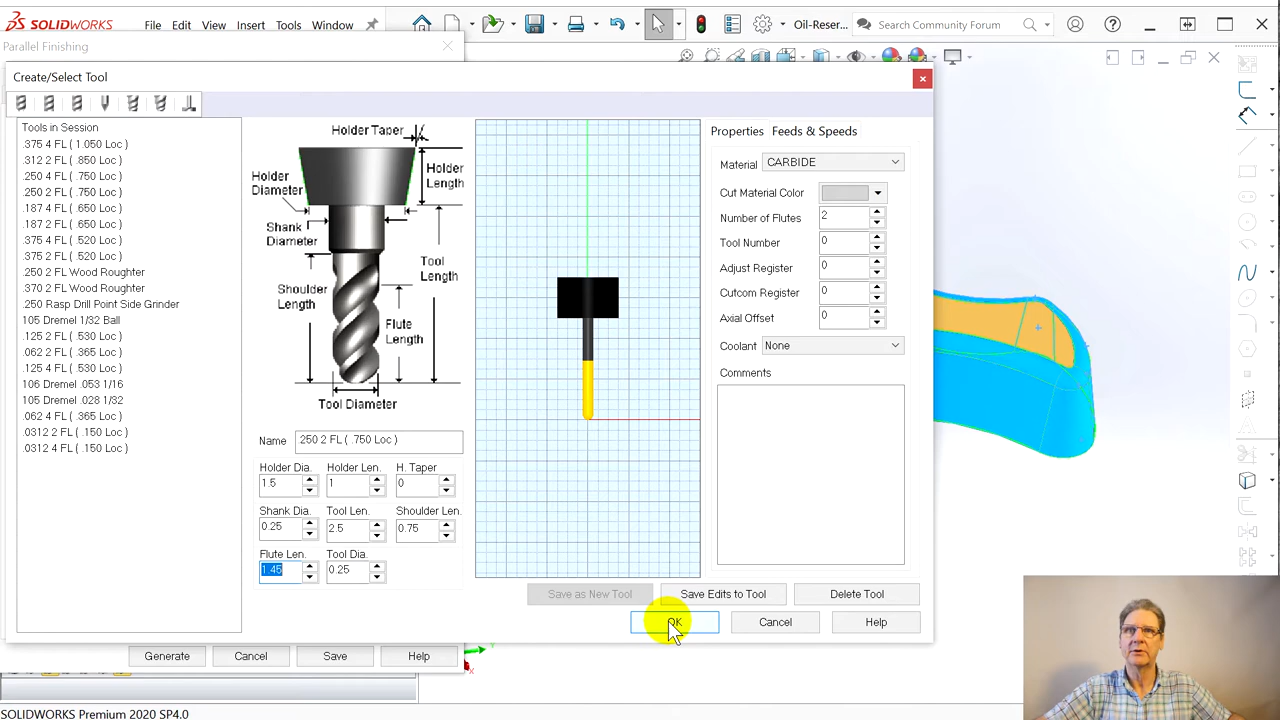 SOLIDWORKS File Edit View Insert Tools Window Oil-Reser... Search Community Forum
Parallel Finishing
Create/Select Tool
Tools in Session
.375 4 FL ( 1.050 Loc )
.312 2 FL ( .850 Loc )
.250 4 FL ( .750 Loc )
.250 2 FL ( .750 Loc )
.187 4 FL ( .650 Loc )
.187 2 FL ( .650 Loc )
.375 4 FL ( .520 Loc )
.375 2 FL ( .520 Loc )
.250 2 FL Wood Roughter
.370 2 FL Wood Roughter
.250 Rasp Drill Point Side Grinder
105 Dremel 1/32 Ball
.125 2 FL ( .530 Loc )
.062 2 FL ( .365 Loc )
.125 4 FL ( .530 Loc )
106 Dremel .053 1/16
102 Dremel .028 1/32
.062 4 FL ( .365 Loc )
.0312 2 FL ( .150 Loc )
.0312 4 FL ( .150 Loc )
Holder Taper
Holder Diameter
Holder Length
Shank Diameter
Tool Length
Shoulder Length
Flute Length
Tool Diameter
Name 250 2 FL ( .750 Loc )
Holder Dia. Holder Len. H. Taper
1.5 1 0
Shank Dia. Tool Len. Shoulder Len.
0.25 2.5 0.75
Flute Len. Tool Dia.
1.45 0.25
Properties Feeds & Speeds
Material CARBIDE
Cut Material Color
Number of Flutes 2
Tool Number 0
Adjust Register 0
Cutcom Register 0
Axial Offset 0
Coolant None
Comments
Save as New Tool Save Edits to Tool Delete Tool
OK Cancel Help
Generate Cancel Save Help
Y
X
SOLIDWORKS Premium 2020 SP4.0